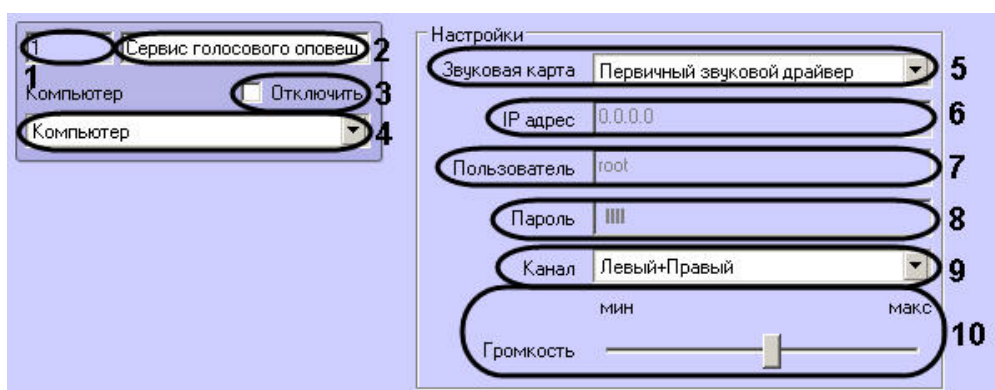 1 Сервис голосового оповещ 2
1
Компьютер Отключить 3
Компьютер 4
Настройки
Звуковая карта Первичный звуковой драйвер 5
IP адрес 0.0.0.0 6
Пользователь root 7
Пароль 8
Канал Левый+Правый 9
мин макс
Громкость 10